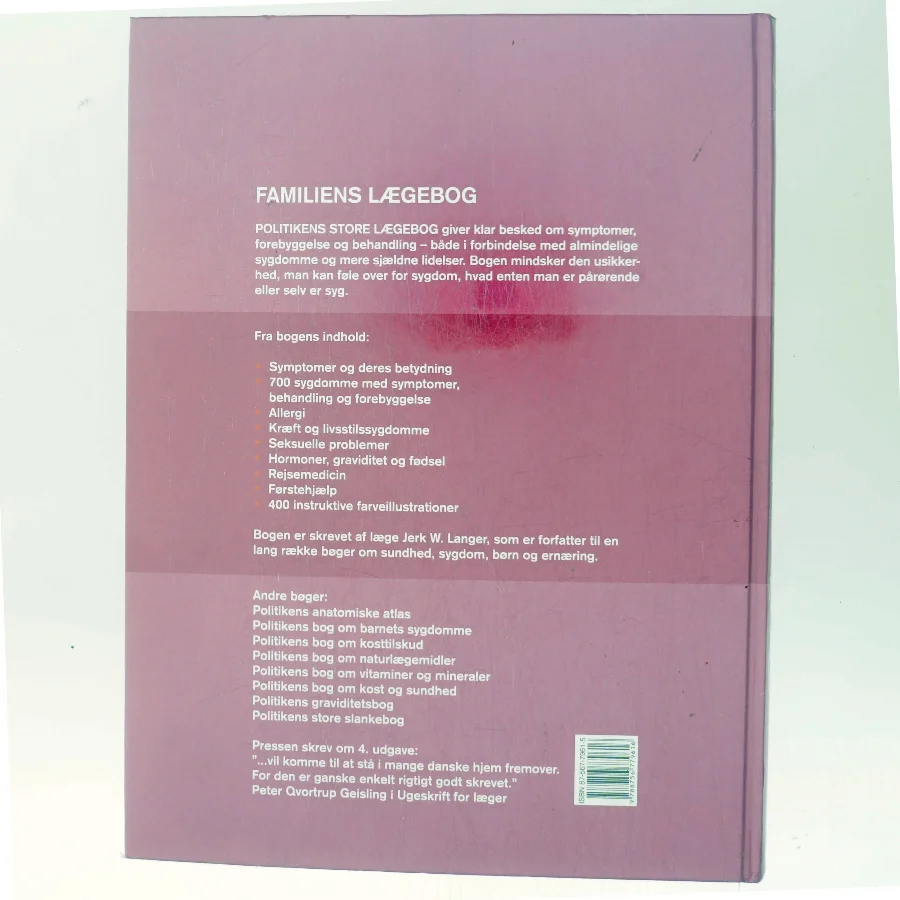 FAMILIENS LÆGEBOG
POLITIKENS STORE LÆGEBOG giver klar besked om symptomer,
forebyggelse og behandling – både i forbindelse med almindelige
sygdomme og mere sjældne lidelser. Bogen mindsker den usikker-
hed, man kan føle over for sygdom, hvad enten man er pårørende
eller selv er syg.
Fra bogens indhold:
Symptomer og deres betydning
700 sygdomme med symptomer,
behandling og forebyggelse
Allergi
Kræft og livsstilssygdomme
Seksuelle problemer
Hormoner, graviditet og fødsel
Rejsemedicin
Førstehjælp
400 instruktive farveillustrationer
Bogen er skrevet af læge Jerk W. Langer, som er forfatter til en
lang række bøger om sundhed, sygdom, børn og ernæring.
Andre bøger:
Politikens anatomiske atlas
Politikens bog om barnets sygdomme
Politikens bog om kosttilskud
Politikens bog om naturlægemidler
Politikens bog om vitaminer og mineraler
Politikens bog om kost og sundhed
Politikens graviditetsbog
Politikens store slankebog
Pressen skrev om 4. udgave:
"...vil komme til at stå i mange danske hjem fremover.
For den er ganske enkelt rigtigt godt skrevet."
Peter Qvortrup Geisling i Ugeskrift for læger